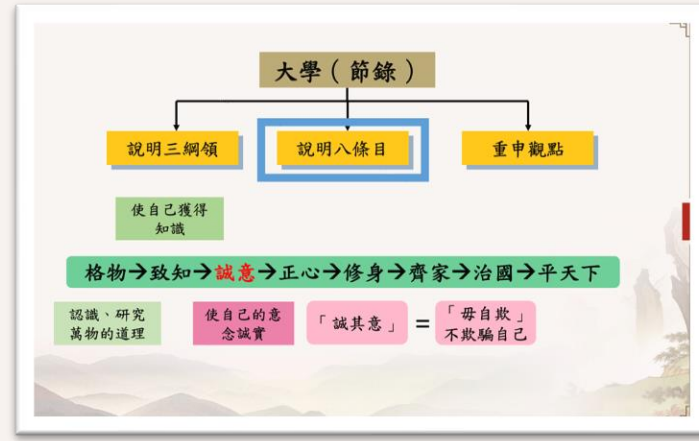 大學（節錄）
說明三綱領
說明八條目
重申觀點
使自己獲得
知識
格物→致知→誠意→正心→修身→齊家→治國→平天下
認識、研究
萬物的道理
使自己的意
念誠實
「誠其意」
=
「毋自欺」
不欺騙自己